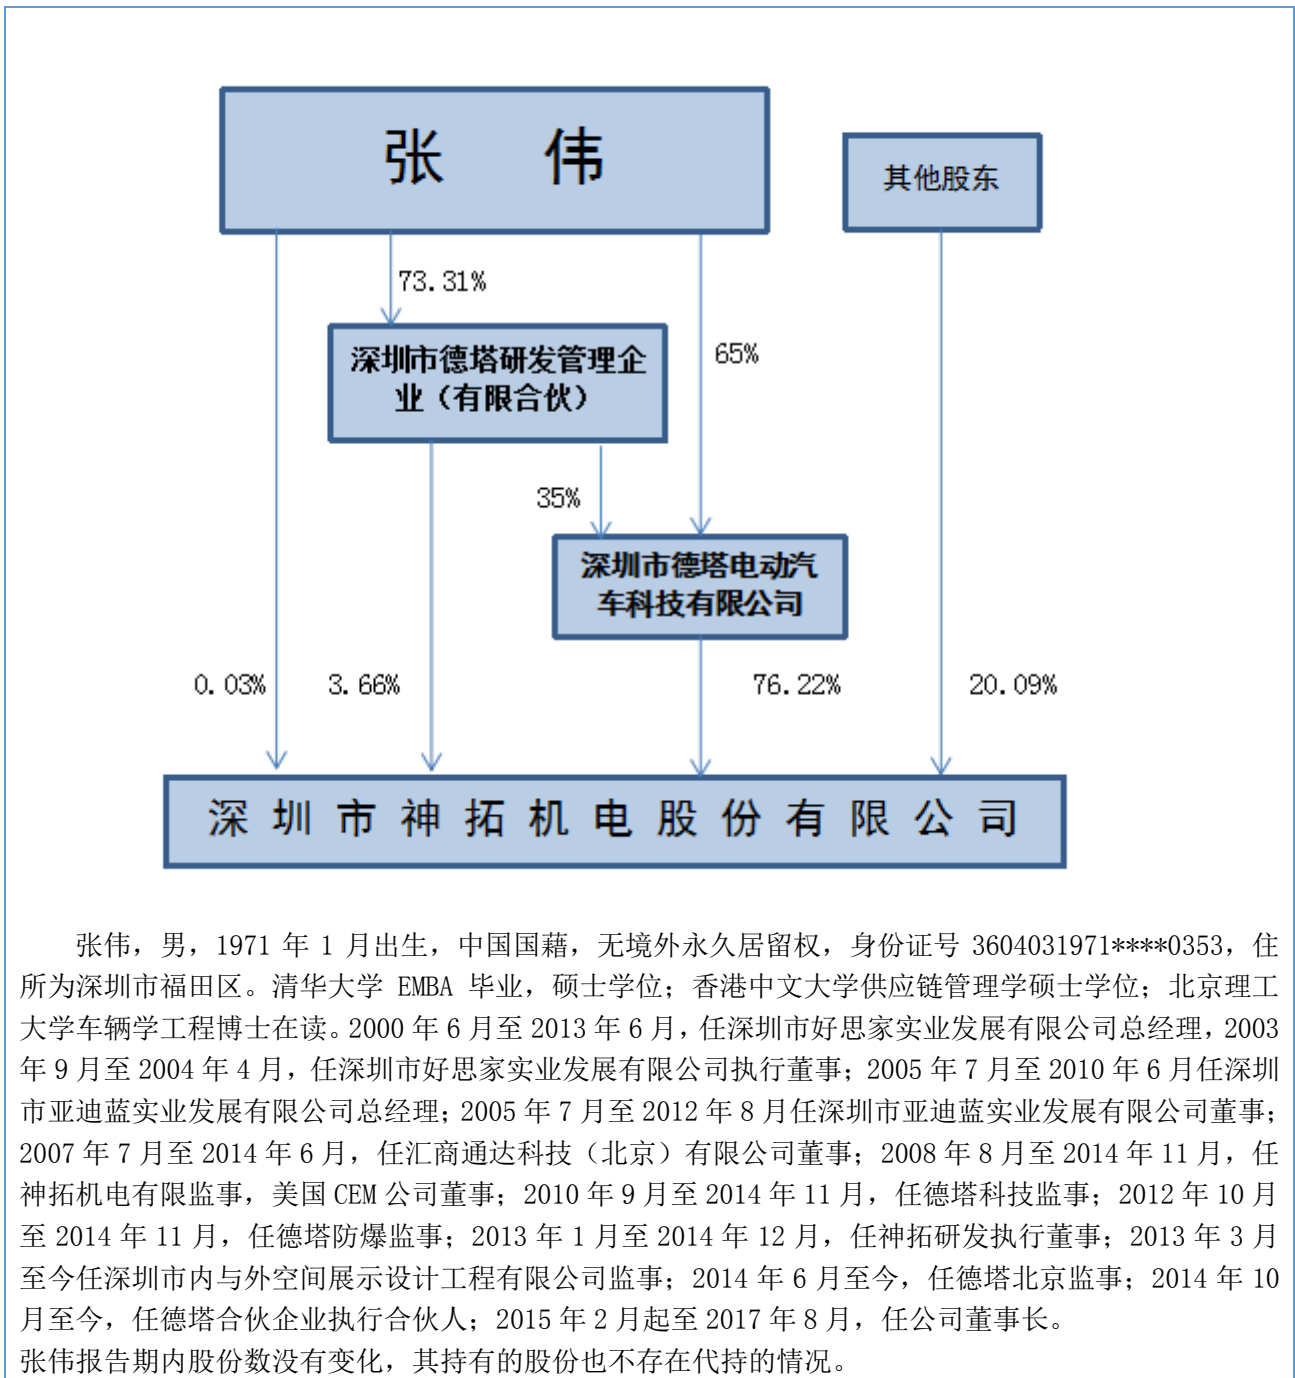 张 伟
其他股东
73.31%
深圳市德塔研发管理企
业（有限合伙）
65%
35%
深圳市德塔电动汽
车科技有限公司
0.03%
3.66%
76.22%
20.09%
深圳市神拓机电股份有限公司
张伟，男，1971 年 1 月出生，中国国藉，无境外永久居留权，身份证号 3604031971****0353，住
所为深圳市福田区。清华大学 EMBA 毕业，硕士学位；香港中文大学供应链管理学硕士学位；北京理工
大学车辆学工程博士在读。2000 年 6 月至 2013 年 6 月，任深圳市好思家实业发展有限公司总经理，2003
年 9 月至 2004 年 4 月，任深圳市好思家实业发展有限公司执行董事；2005 年 7 月至 2010 年 6 月任深圳
市亚迪蓝实业发展有限公司总经理；2005 年 7 月至 2012 年 8 月任深圳市亚迪蓝实业发展有限公司董事；
2007 年 7 月至 2014 年 6 月，任汇商通达科技（北京）有限公司董事；2008 年 8 月至 2014 年 11 月，任
神拓机电有限监事，美国 CEM 公司董事；2010 年 9 月至 2014 年 11 月，任德塔科技监事；2012 年 10 月
至 2014 年 11 月，任德塔防爆监事；2013 年 1 月至 2014 年 12 月，任神拓研发执行董事；2013 年 3 月
至今任深圳市内与外空间展示设计工程有限公司监事；2014 年 6 月至今，任德塔北京监事；2014 年 10
月至今，任德塔合伙企业执行合伙人；2015 年 2 月起至 2017 年 8 月，任公司董事长。
张伟报告期内股份数没有变化，其持有的股份也不存在代持的情况。